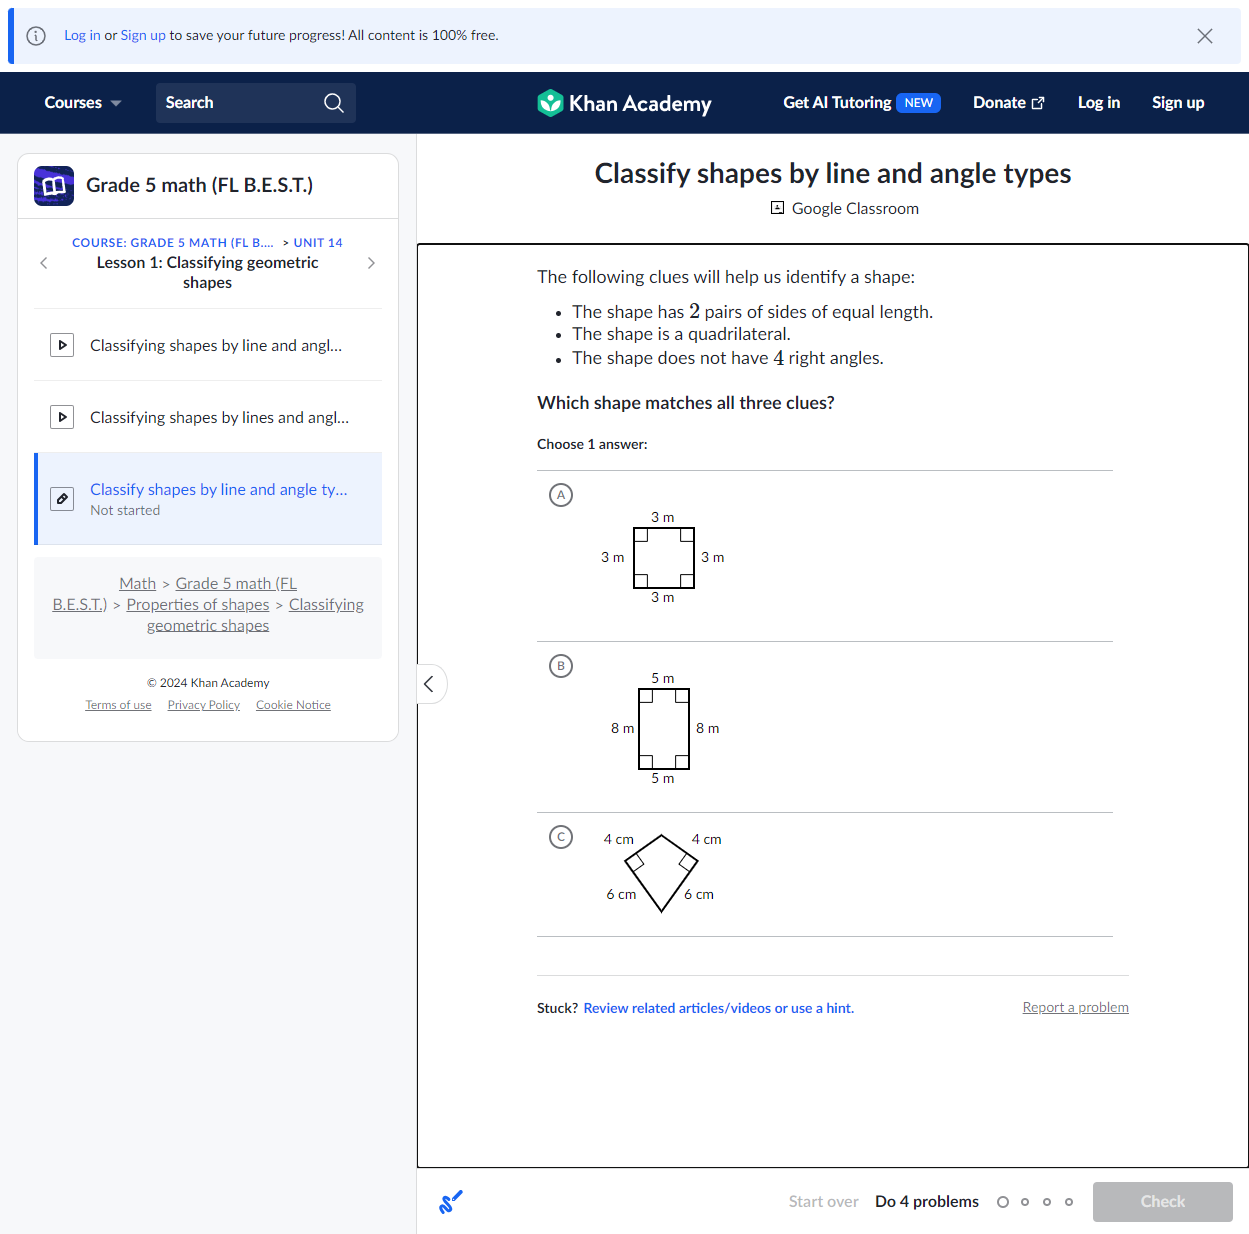 Log in or Sign up to save your future progress! All content is 100% free.
Courses
Search
Khan Academy
Get AI Tutoring NEW
Donate
Log in
Sign up
Grade 5 math (FL B.E.S.T.)
COURSE: GRADE 5 MATH (FL B.... > UNIT 14
Lesson 1: Classifying geometric
shapes
Classifying shapes by line and angl...
Classifying shapes by lines and angl...
Classify shapes by line and angle ty...
Not started
Math > Grade 5 math (FL
B.E.S.T.) > Properties of shapes > Classifying
geometric shapes
© 2024 Khan Academy
Terms of use Privacy Policy Cookie Notice
Classify shapes by line and angle types
Google Classroom
The following clues will help us identify a shape:
• The shape has 2 pairs of sides of equal length.
• The shape is a quadrilateral.
• The shape does not have 4 right angles.
Which shape matches all three clues?
Choose 1 answer:
A
3 m
3 m 3 m
3 m
B
5 m
8 m 8 m
5 m
C
4 cm 4 cm
6 cm 6 cm
Stuck? Review related articles/videos or use a hint.
Report a problem
Start over
Do 4 problems
Check